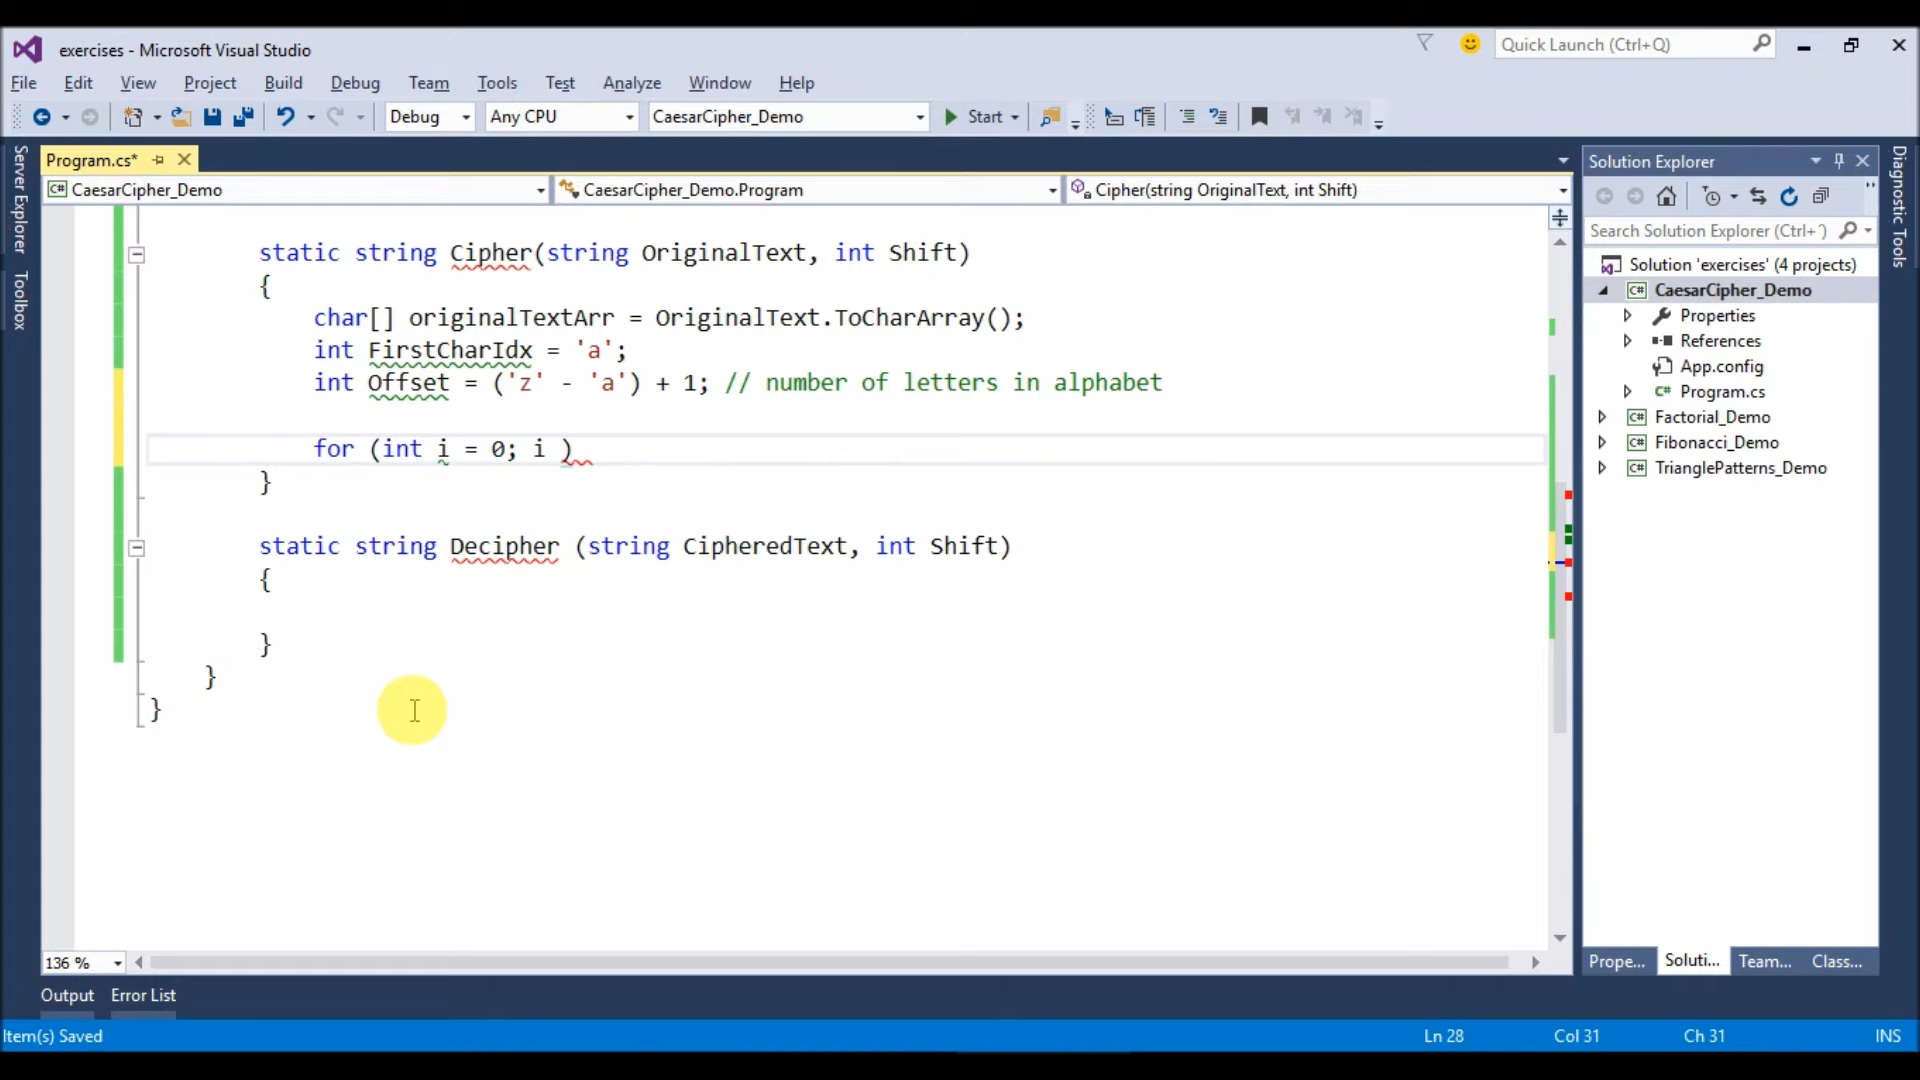 exercises - Microsoft Visual Studio
Quick Launch (Ctrl+Q)
File Edit View Project Build Debug Team Tools Test Analyze Window Help
Debug Any CPU CaesarCipher_Demo Start
Server Explorer
Toolbox
Program.cs*
CaesarCipher_Demo CaesarCipher_Demo.Program Cipher(string OriginalText, int Shift)
static string Cipher(string OriginalText, int Shift)
{
char[] originalTextArr = OriginalText.ToCharArray();
int FirstCharIdx = 'a';
int Offset = ('z' - 'a') + 1; // number of letters in alphabet
for (int i = 0; i )
}
static string Decipher (string CipheredText, int Shift)
{
}
}
}
136 %
Solution Explorer
Search Solution Explorer (Ctrl+¨)
Solution 'exercises' (4 projects)
C# CaesarCipher_Demo
Properties
References
App.config
C# Program.cs
C# Factorial_Demo
C# Fibonacci_Demo
C# TrianglePatterns_Demo
Prope... Soluti... Team... Class...
Diagnostic Tools
Output Error List
Item(s) Saved Ln 28 Col 31 Ch 31 INS